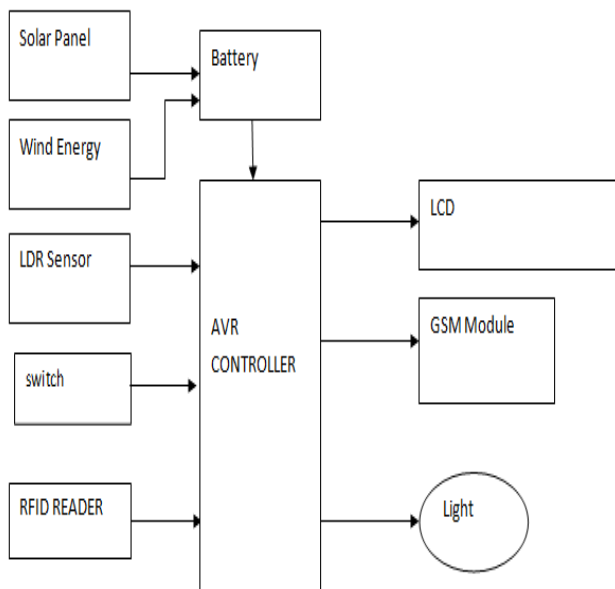 Solar Panel
Battery
Wind Energy
LDR Sensor
switch
RFID READER
AVR
CONTROLLER
LCD
GSM Module
Light